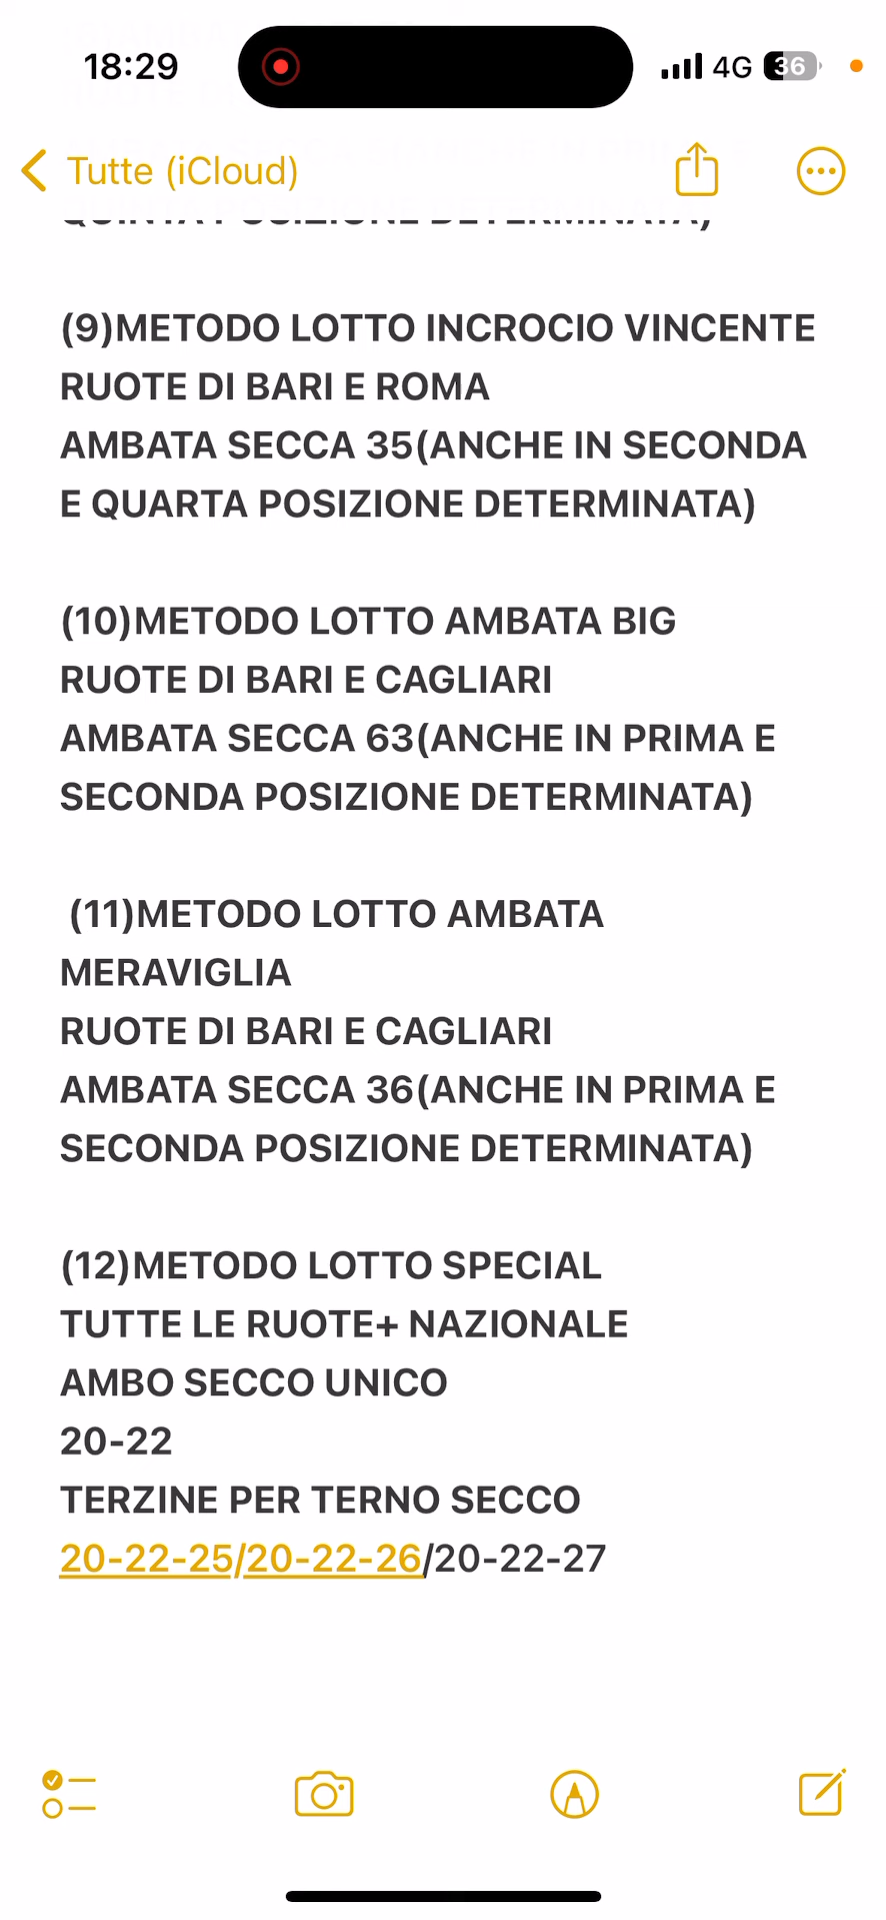 18:29
4G
36
Tutte (iCloud)
QUINTA POSIZIONE DETERMINATA)
(9)METODO LOTTO INCROCIO VINCENTE
RUOTE DI BARI E ROMA
AMBATA SECCA 35(ANCHE IN SECONDA
E QUARTA POSIZIONE DETERMINATA)
(10)METODO LOTTO AMBATA BIG
RUOTE DI BARI E CAGLIARI
AMBATA SECCA 63(ANCHE IN PRIMA E
SECONDA POSIZIONE DETERMINATA)
(11)METODO LOTTO AMBATA
MERAVIGLIA
RUOTE DI BARI E CAGLIARI
AMBATA SECCA 36(ANCHE IN PRIMA E
SECONDA POSIZIONE DETERMINATA)
(12)METODO LOTTO SPECIAL
TUTTE LE RUOTE+ NAZIONALE
AMBO SECCO UNICO
20-22
TERZINE PER TERNO SECCO
20-22-25/20-22-26/20-22-27